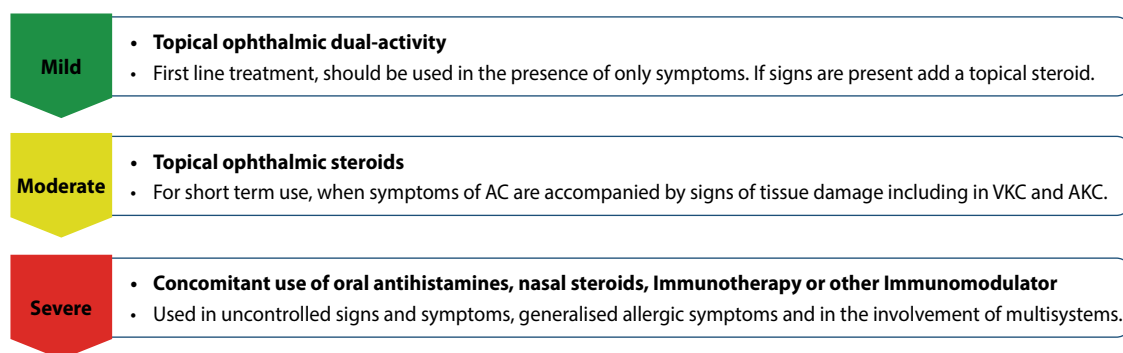 Mild
• Topical ophthalmic dual-activity
• First line treatment, should be used in the presence of only symptoms. If signs are present add a topical steroid.
Moderate
• Topical ophthalmic steroids
• For short term use, when symptoms of AC are accompanied by signs of tissue damage including in VKC and AKC.
Severe
• Concomitant use of oral antihistamines, nasal steroids, Immunotherapy or other Immunomodulator
• Used in uncontrolled signs and symptoms, generalised allergic symptoms and in the involvement of multisystems.